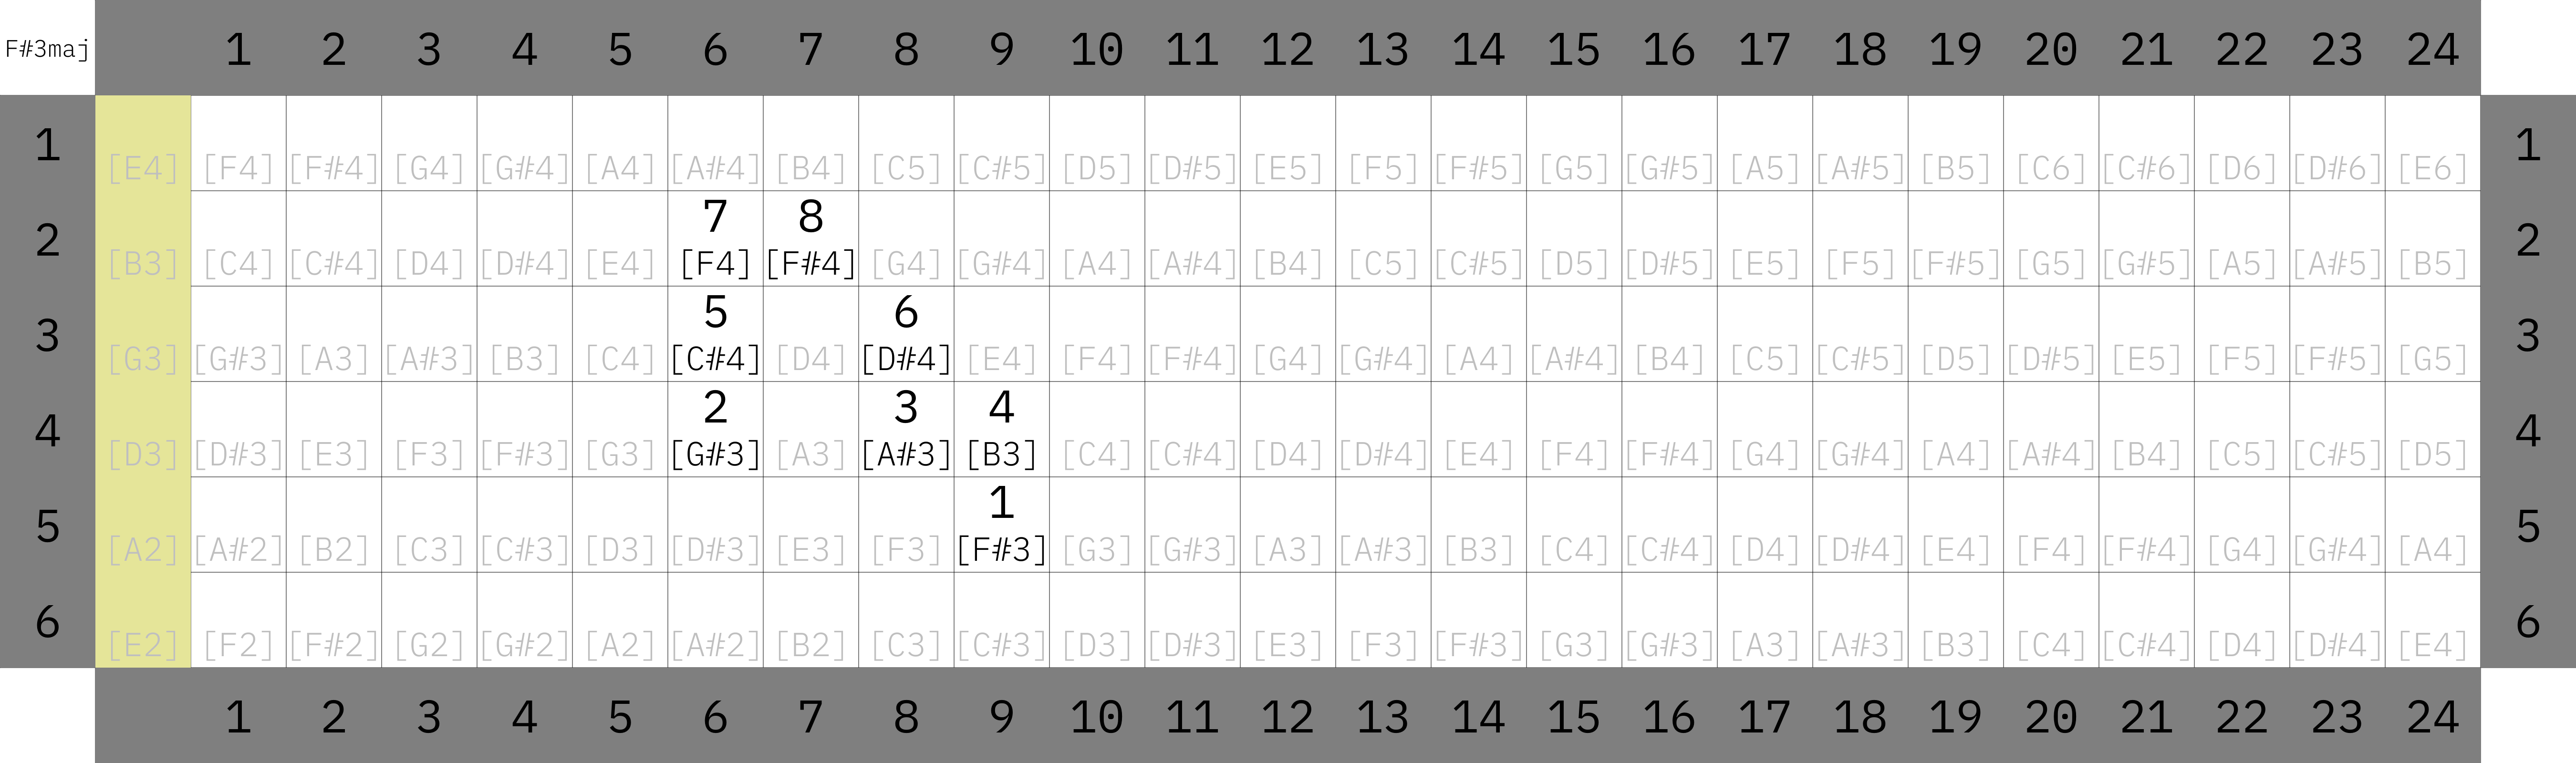 F#3maj 1 2 3 4 5 6 7 8 9 10 11 12 13 14 15 16 17 18 19 20 21 22 23 24
1 [E4] [F4] [F#4] [G4] [G#4] [A4] [A#4] [B4] [C5] [C#5] [D5] [D#5] [E5] [F5] [F#5] [G5] [G#5] [A5] [A#5] [B5] [C6] [C#6] [D6] [D#6] [E6] 1
7 8
2 [B3] [C4] [C#4] [D4] [D#4] [E4] [F4] [F#4] [G4] [G#4] [A4] [A#4] [B4] [C5] [C#5] [D5] [D#5] [E5] [F5] [F#5] [G5] [G#5] [A5] [A#5] [B5] 2
5 6
3 [G3] [G#3] [A3] [A#3] [B3] [C4] [C#4] [D4] [D#4] [E4] [F4] [F#4] [G4] [G#4] [A4] [A#4] [B4] [C5] [C#5] [D5] [D#5] [E5] [F5] [F#5] [G5] 3
2 3 4
4 [D3] [D#3] [E3] [F3] [F#3] [G3] [G#3] [A3] [A#3] [B3] [C4] [C#4] [D4] [D#4] [E4] [F4] [F#4] [G4] [G#4] [A4] [A#4] [B4] [C5] [C#5] [D5] 4
1
5 [A2] [A#2] [B2] [C3] [C#3] [D3] [D#3] [E3] [F3] [F#3] [G3] [G#3] [A3] [A#3] [B3] [C4] [C#4] [D4] [D#4] [E4] [F4] [F#4] [G4] [G#4] [A4] 5
6 [E2] [F2] [F#2] [G2] [G#2] [A2] [A#2] [B2] [C3] [C#3] [D3] [D#3] [E3] [F3] [F#3] [G3] [G#3] [A3] [A#3] [B3] [C4] [C#4] [D4] [D#4] [E4] 6
1 2 3 4 5 6 7 8 9 10 11 12 13 14 15 16 17 18 19 20 21 22 23 24